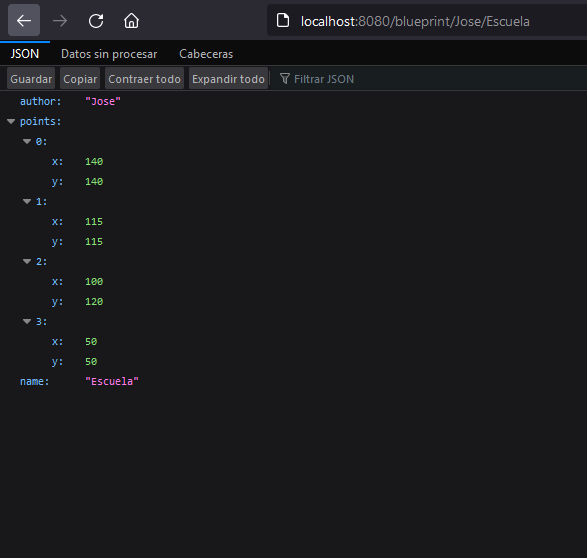 localhost:8080/blueprint/Jose/Escuela
JSON Datos sin procesar Cabeceras
Guardar Copiar Contraer todo Expandir todo Filtrar JSON
author: "Jose"
points:
0:
x: 140
y: 140
1:
x: 115
y: 115
2:
x: 100
y: 120
3:
x: 50
y: 50
name: "Escuela"